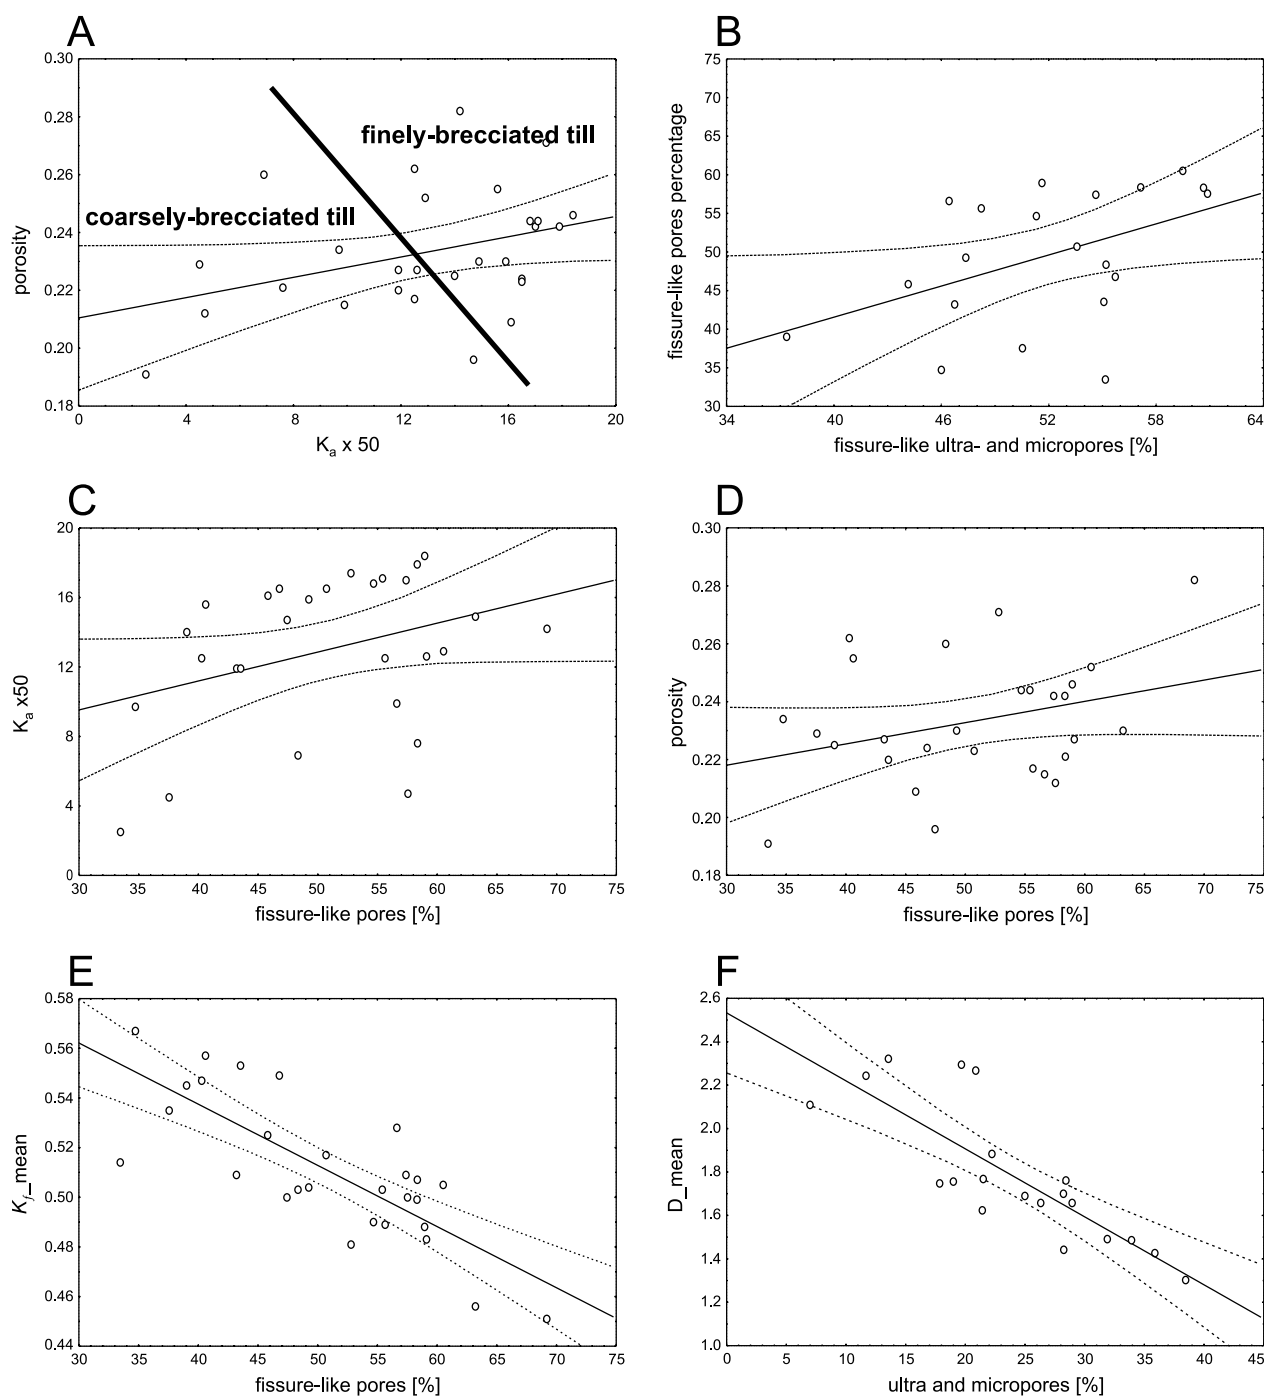 A
0.30
0.28
0.26
0.24
0.22
0.20
0.18
porosity
finely-brecciated till
coarsely-brecciated till
0 4 8 12 16 20
Ka x 50
B
75
70
65
60
55
50
45
40
35
30
fissure-like pores percentage
34 40 46 52 58 64
fissure-like ultra- and micropores [%]
C
20
16
12
8
4
0
Ka x50
30 35 40 45 50 55 60 65 70 75
fissure-like pores [%]
D
0.30
0.28
0.26
0.24
0.22
0.20
0.18
porosity
30 35 40 45 50 55 60 65 70 75
fissure-like pores [%]
E
0.58
0.56
0.54
0.52
0.50
0.48
0.46
0.44
Kf_mean
30 35 40 45 50 55 60 65 70 75
fissure-like pores [%]
F
2.6
2.4
2.2
2.0
1.8
1.6
1.4
1.2
1.0
D_mean
0 5 10 15 20 25 30 35 40 45
ultra and micropores [%]